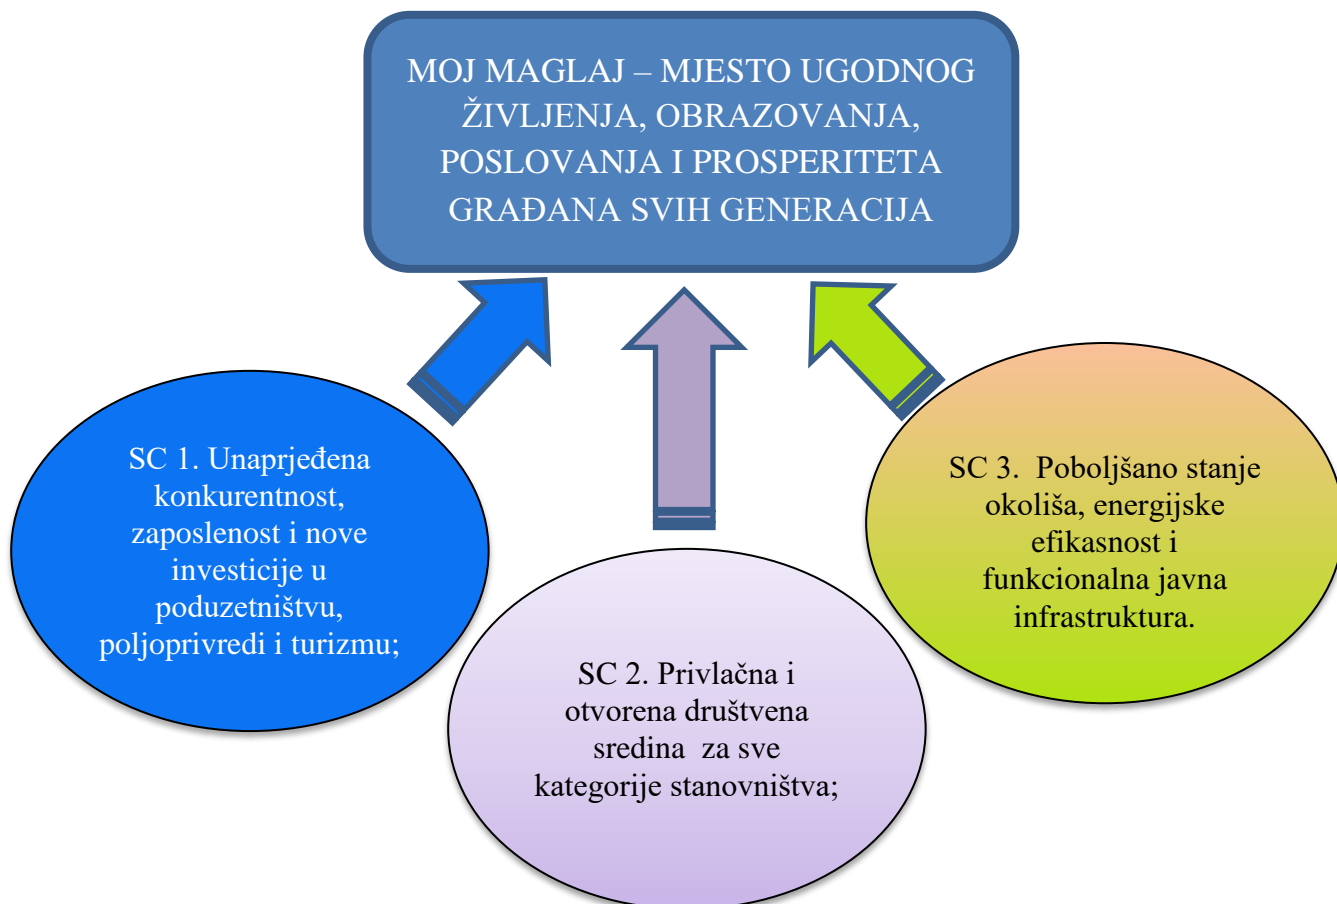 MOJ MAGLAJ – MJESTO UGODNOG
ŽIVLJENJA, OBRAZOVANJA,
POSLOVANJA I PROSPERITETA
GRAĐANA SVIH GENERACIJA
SC 1. Unaprjeđena
konkurentnost,
zaposlenost i nove
investicije u
poduzetništvu,
poljoprivredi i turizmu;
SC 2. Privlačna i
otvorena društvena
sredina  za sve
kategorije stanovništva;
SC 3.  Poboljšano stanje
okoliša, energijske
efikasnost i
funkcionalna javna
infrastruktura.